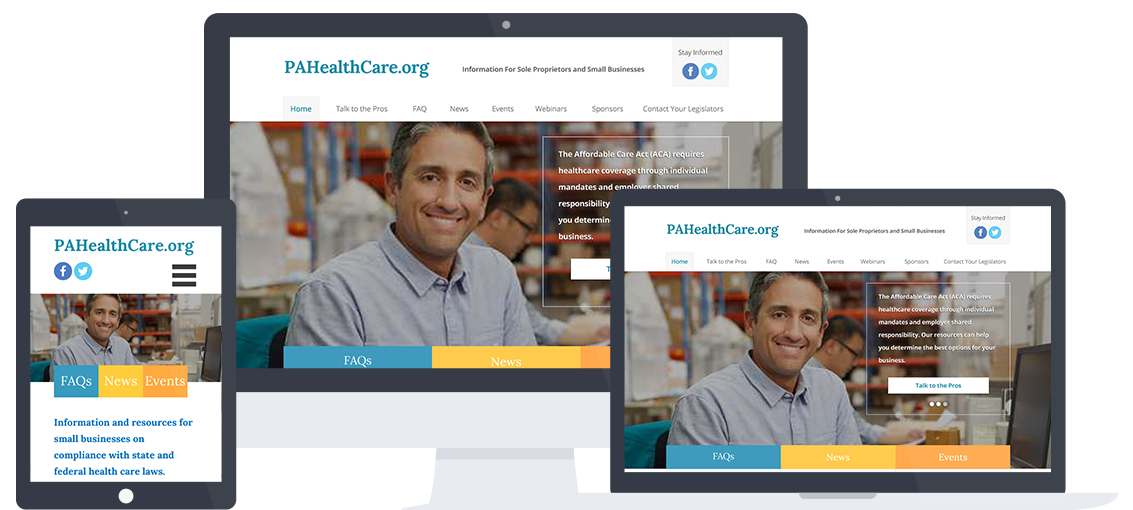 PAHealthCare.org
Information For Sole Proprietors and Small Businesses
Stay Informed
Home Talk to the Pros FAQ News Events Webinars Sponsors Contact Your Legislators
The Affordable Care Act (ACA) requires
healthcare coverage through individual
mandates and employer shared
responsibility.
you determine
business.
T
FAQs News
PAHealthCare.org
FAQs News Events
Information and resources for
small businesses on
compliance with state and
federal health care laws.
PAHealthCare.org
Information For Sole Proprietors and Small Businesses
Stay Informed
Home Talk to the Pros FAQ News Events Webinars Sponsors Contact Your Legislators
The Affordable Care Act (ACA) requires
healthcare coverage through individual
mandates and employer shared
responsibility. Our resources can help
you determine the best options for your
business.
Talk to the Pros
FAQs News Events